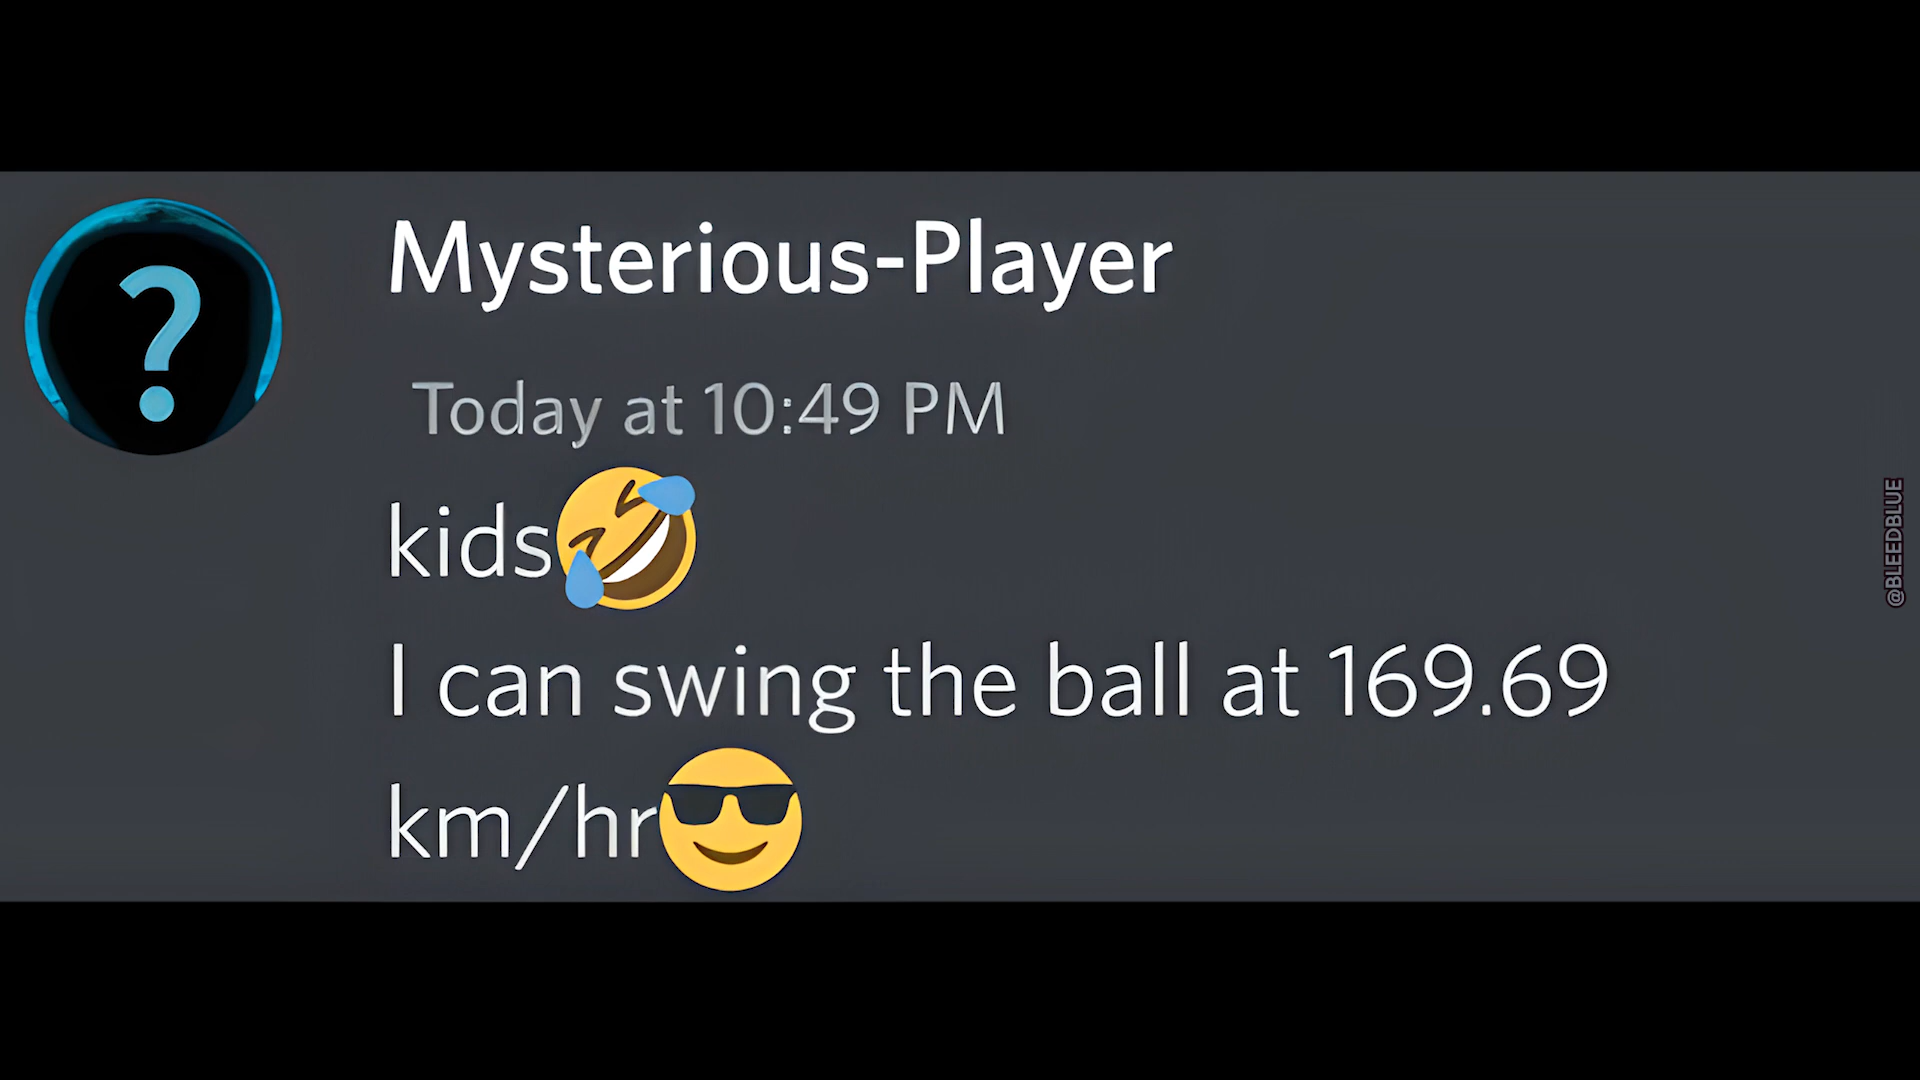 ?
Mysterious-Player
Today at 10:49 PM
kids🤣
I can swing the ball at 169.69
km/hr😎
@BLEEDBLUE